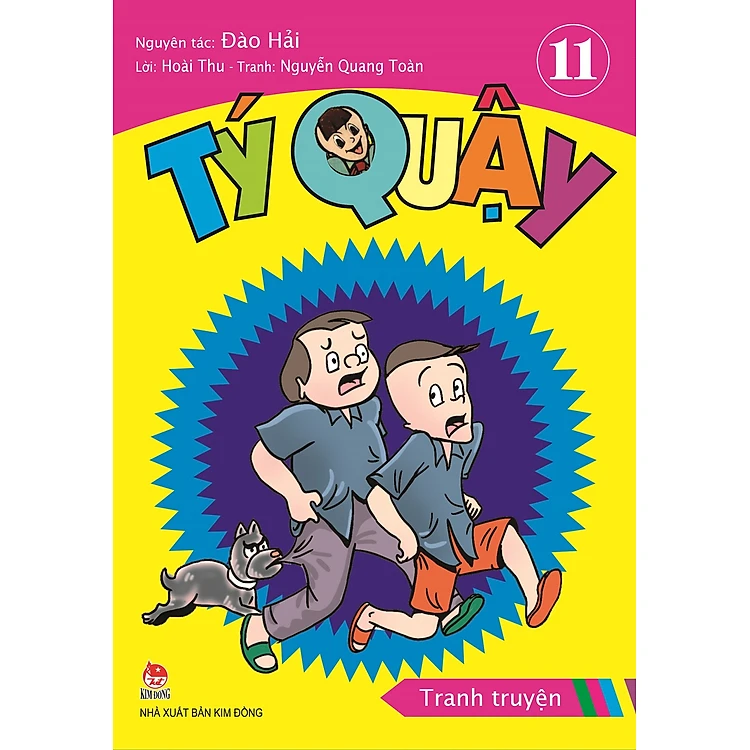 Nguyên tác: Đào Hải
Lời: Hoài Thu - Tranh: Nguyễn Quang Toàn
11
TÝ QUẬY
KIM ĐỒNG
NHÀ XUẤT BẢN KIM ĐỒNG
Tranh truyện